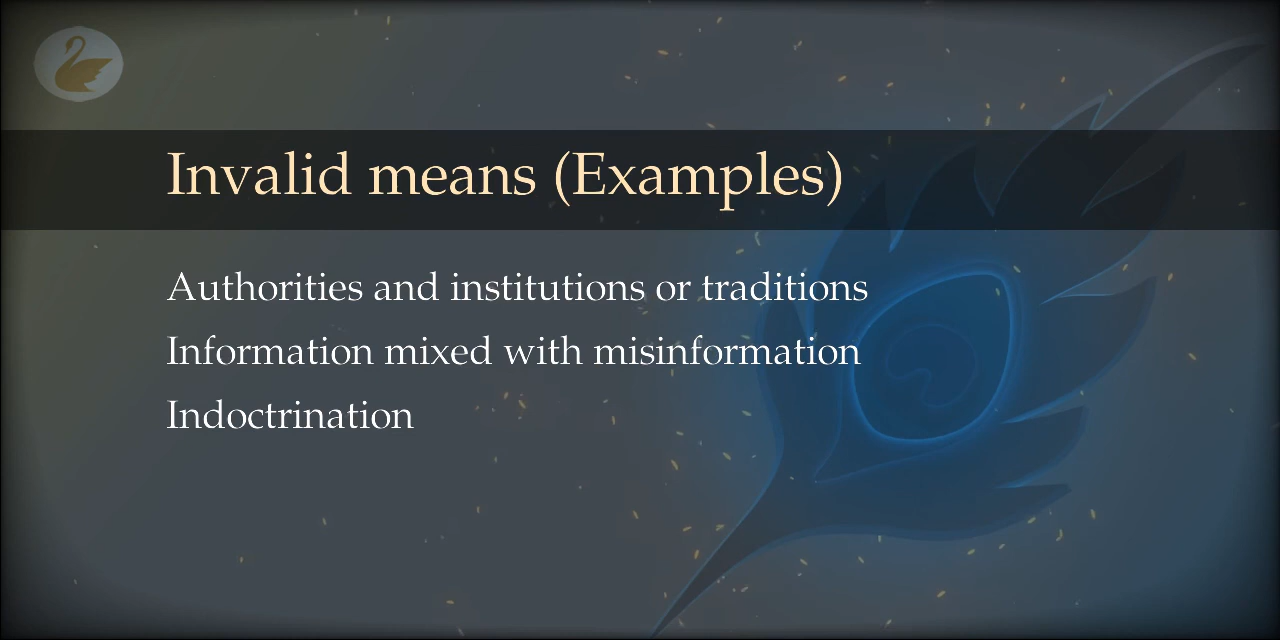 Invalid means (Examples)
Authorities and institutions or traditions
Information mixed with misinformation
Indoctrination